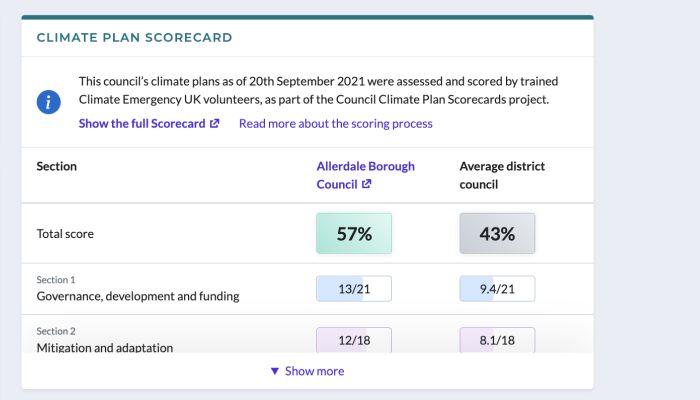 CLIMATE PLAN SCORECARD
This council's climate plans as of 20th September 2021 were assessed and scored by trained
Climate Emergency UK volunteers, as part of the Council Climate Plan Scorecards project.
Show the full Scorecard Read more about the scoring process
Section Allerdale Borough Council Average district council
Total score 57% 43%
Section 1
Governance, development and funding 13/21 9.4/21
Section 2
Mitigation and adaptation 12/18 8.1/18
▼ Show more